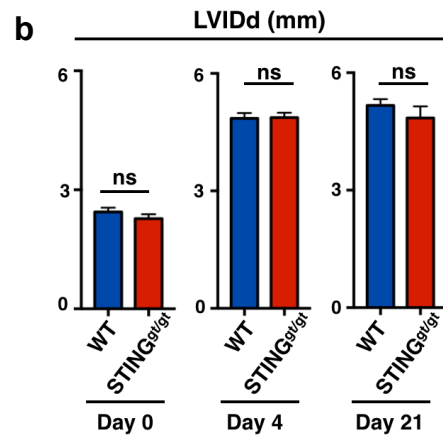 b
LVIDd (mm)
6
3
0
ns
WT
STINGgt/gt
Day 0
6
3
0
ns
WT
STINGgt/gt
Day 4
6
3
0
ns
WT
STINGgt/gt
Day 21